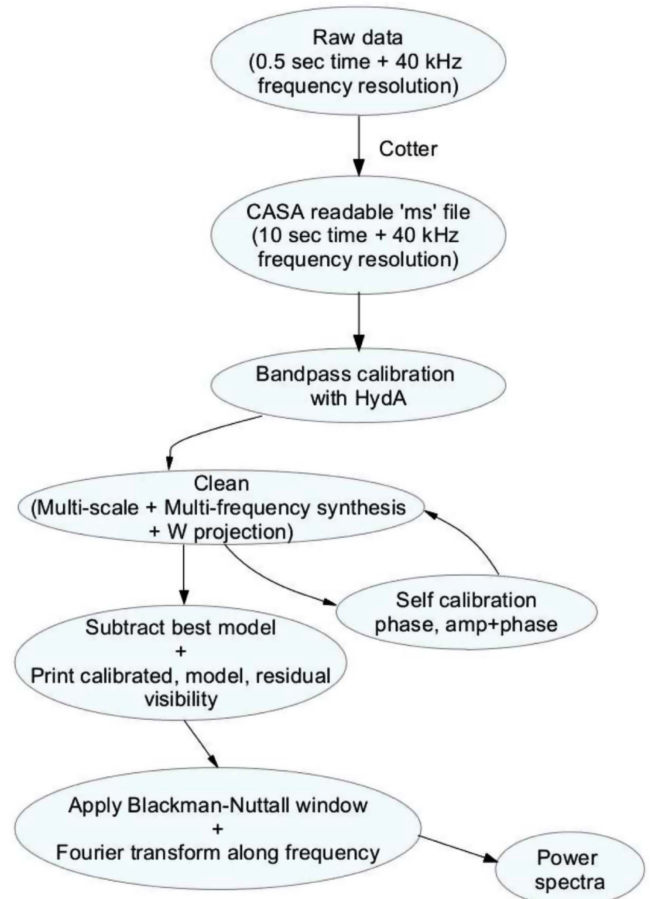 Raw data
(0.5 sec time + 40 kHz
frequency resolution)
Cotter
CASA readable 'ms' file
(10 sec time + 40 kHz
frequency resolution)
Bandpass calibration
with HydA
Clean
(Multi-scale + Multi-frequency synthesis
+ W projection)
Self calibration
phase, amp+phase
Subtract best model
+
Print calibrated, model, residual
visibility
Apply Blackman-Nuttall window
+
Fourier transform along frequency
Power
spectra